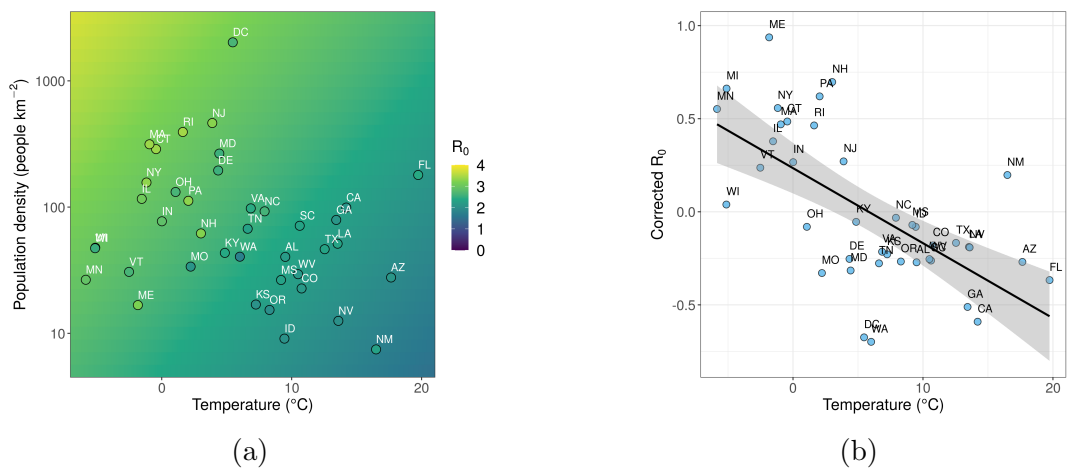 DC
NJ
RI
MA
CT
MD
DE
FL
NY
OH
IL
PA
IN
VA
NC
CA
GA
SC
TN
NH
LA
KY
WA
AL
TX
MO
VT
MN
MS
WV
CO
AZ
ME
KS
OR
NV
ID
NM
1000
100
10
0
10
20
Population density (people km⁻²)
Temperature (°C)
R₀
4
3
2
1
0
(a)
ME
MI
NH
PA
MN
NY
CT
MA
RI
IL
IN
NJ
VT
NM
WI
OH
KY
NC
MS
CO
TX
VA
KS
DE
MD
MO
TN
OR
AL
AZ
FL
GA
CA
DC
WA
1.0
0.5
0.0
-0.5
0
10
20
Corrected R₀
Temperature (°C)
(b)